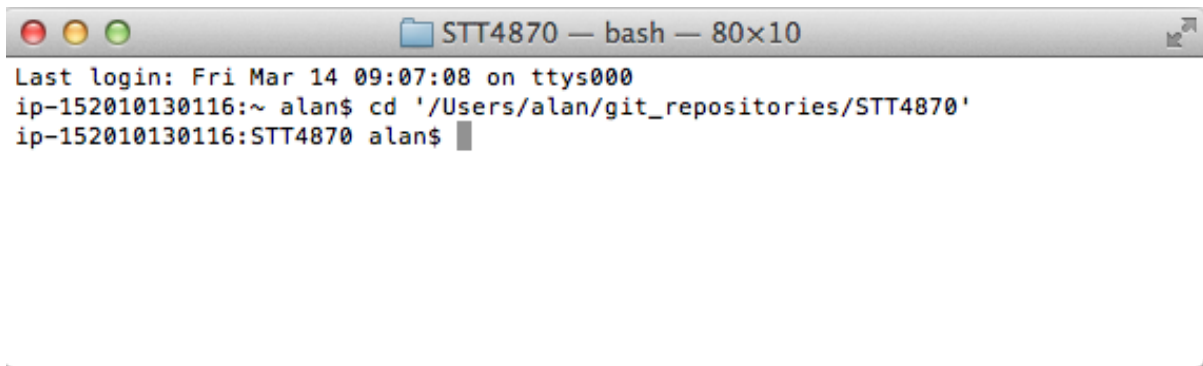 STT4870 — bash — 80×10
Last login: Fri Mar 14 09:07:08 on ttys000
ip-152010130116:~ alan$ cd '/Users/alan/git_repositories/STT4870'
ip-152010130116:STT4870 alan$